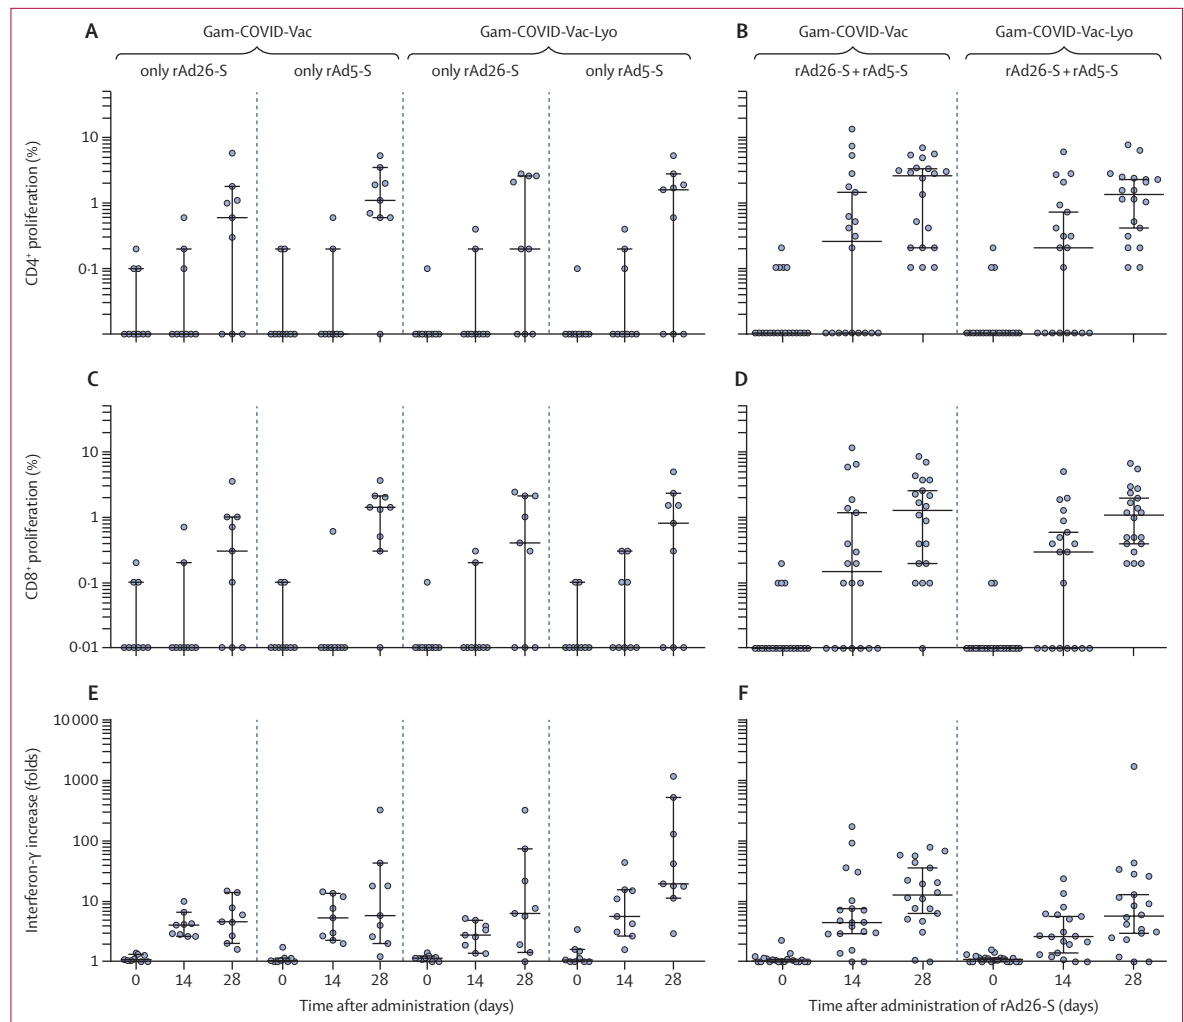 A
Gam-COVID-Vac
Gam-COVID-Vac-Lyo
only rAd26-S
only rAd5-S
only rAd26-S
only rAd5-S
B
Gam-COVID-Vac
Gam-COVID-Vac-Lyo
rAd26-S + rAd5-S
rAd26-S + rAd5-S
CD4⁺ proliferation (%)
10
1
0·1
C
D
CD8⁺ proliferation (%)
10
1
0·1
0·01
E
F
Interferon-γ increase (folds)
10 000
1000
100
10
1
0 14 28 0 14 28 0 14 28 0 14 28
Time after administration (days)
0 14 28 0 14 28
Time after administration of rAd26-S (days)